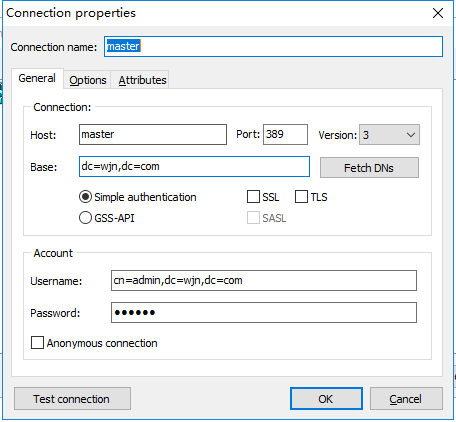 Connection properties
Connection name: master
General Options Attributes
Connection:
Host: master Port: 389 Version: 3
Base: dc=wjn,dc=com Fetch DNs
Simple authentication SSL TLS
GSS-API SASL
Account
Username: cn=admin,dc=wjn,dc=com
Password: ●●●●●●
Anonymous connection
Test connection OK Cancel